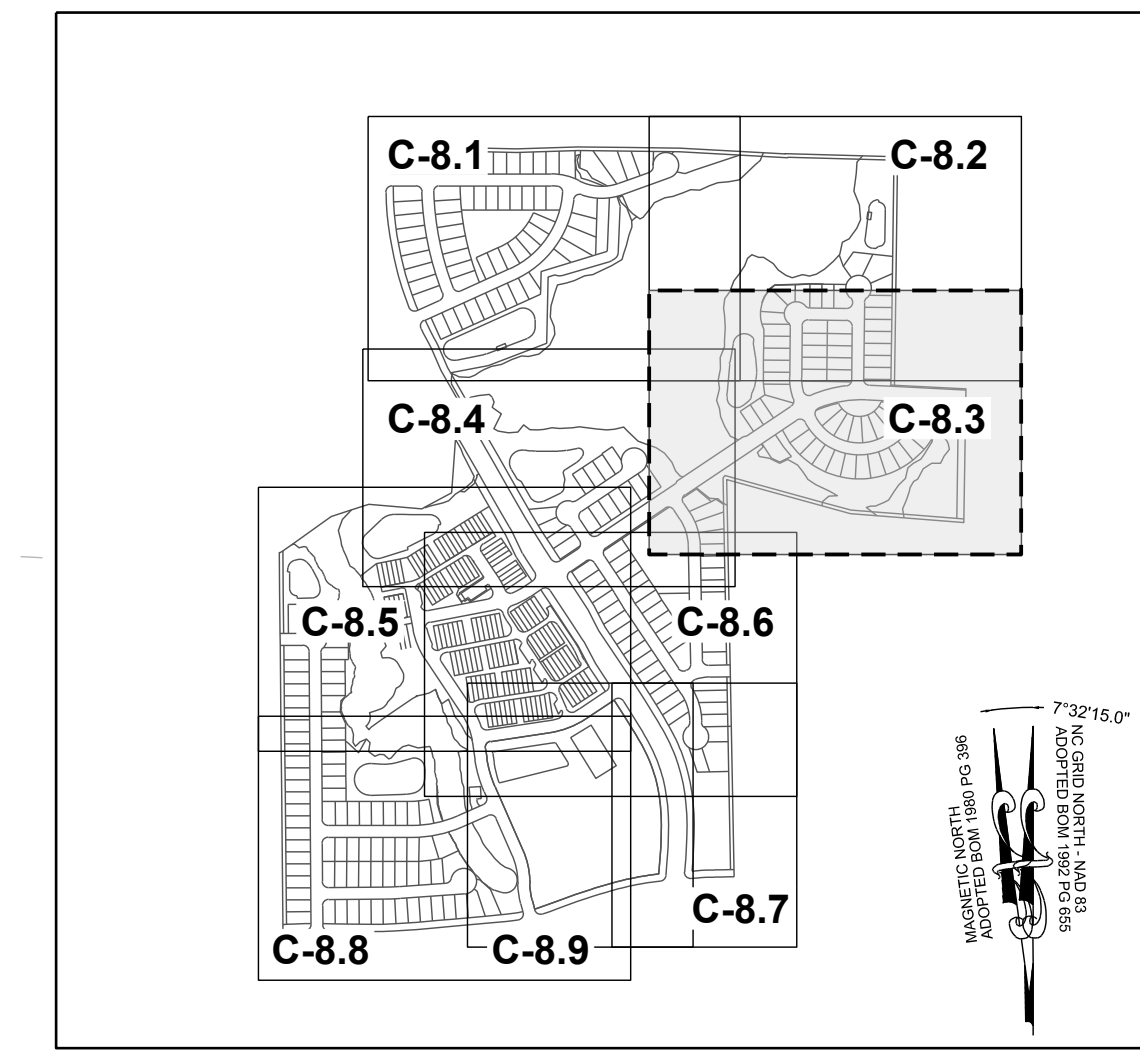 C-8.1
C-8.2
C-8.4
C-8.3
C-8.5
C-8.6
C-8.7
C-8.8
C-8.9
7°32'15.0"
MAGNETIC NORTH
ADOPTED BOM 1980 PG 396
NC GRID NORTH - NAD 83
ADOPTED BOM 1992 PG 655